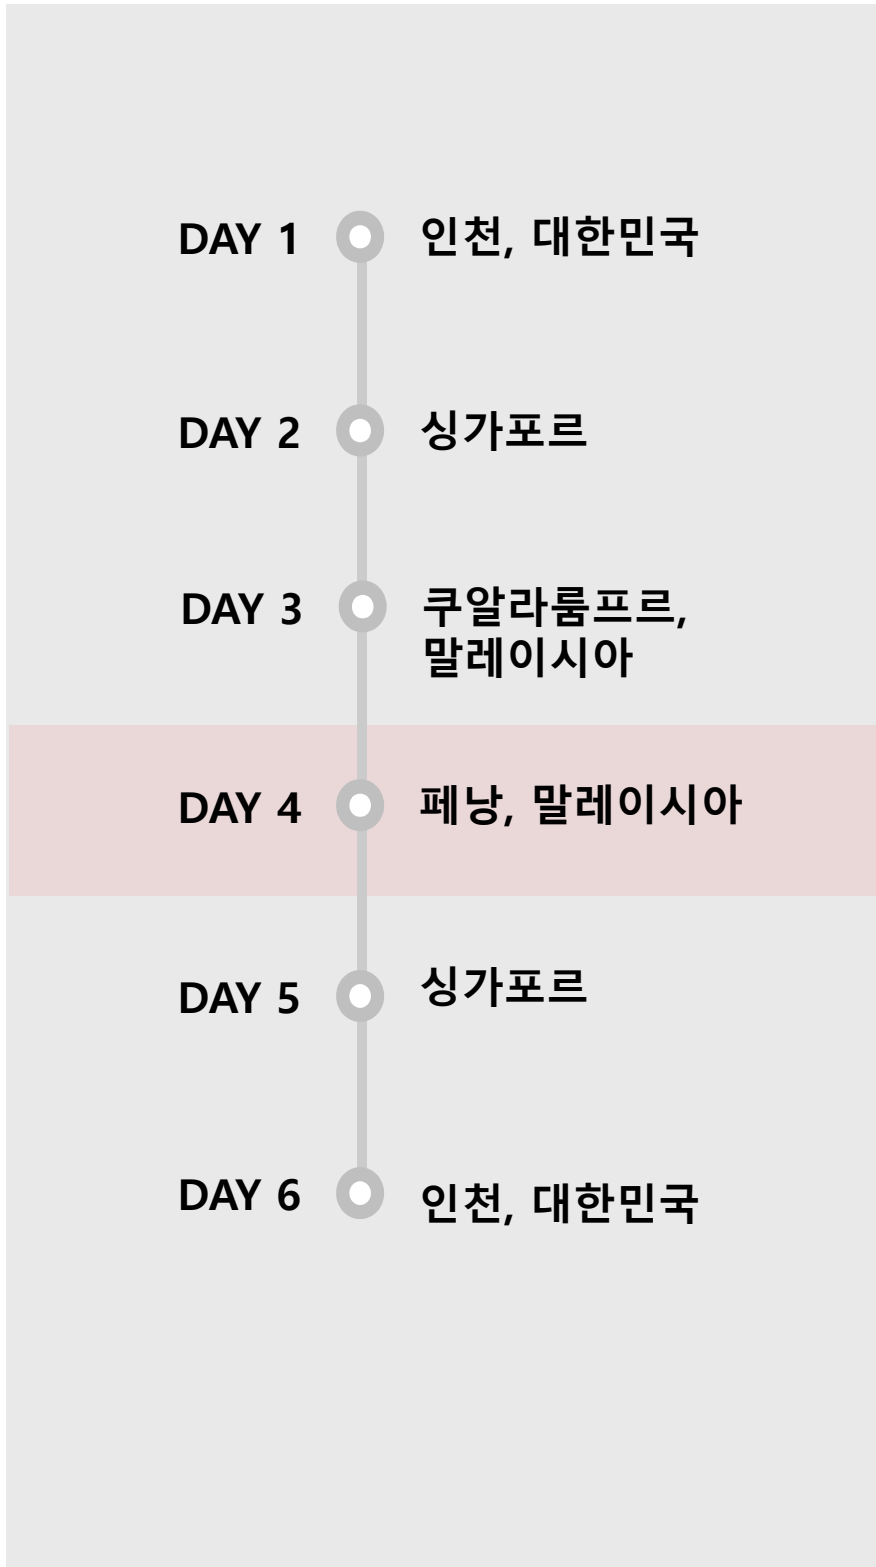 DAY 1 인천, 대한민국
DAY 2 싱가포르
DAY 3 쿠알라룸프르,
말레이시아
DAY 4 페낭, 말레이시아
DAY 5 싱가포르
DAY 6 인천, 대한민국